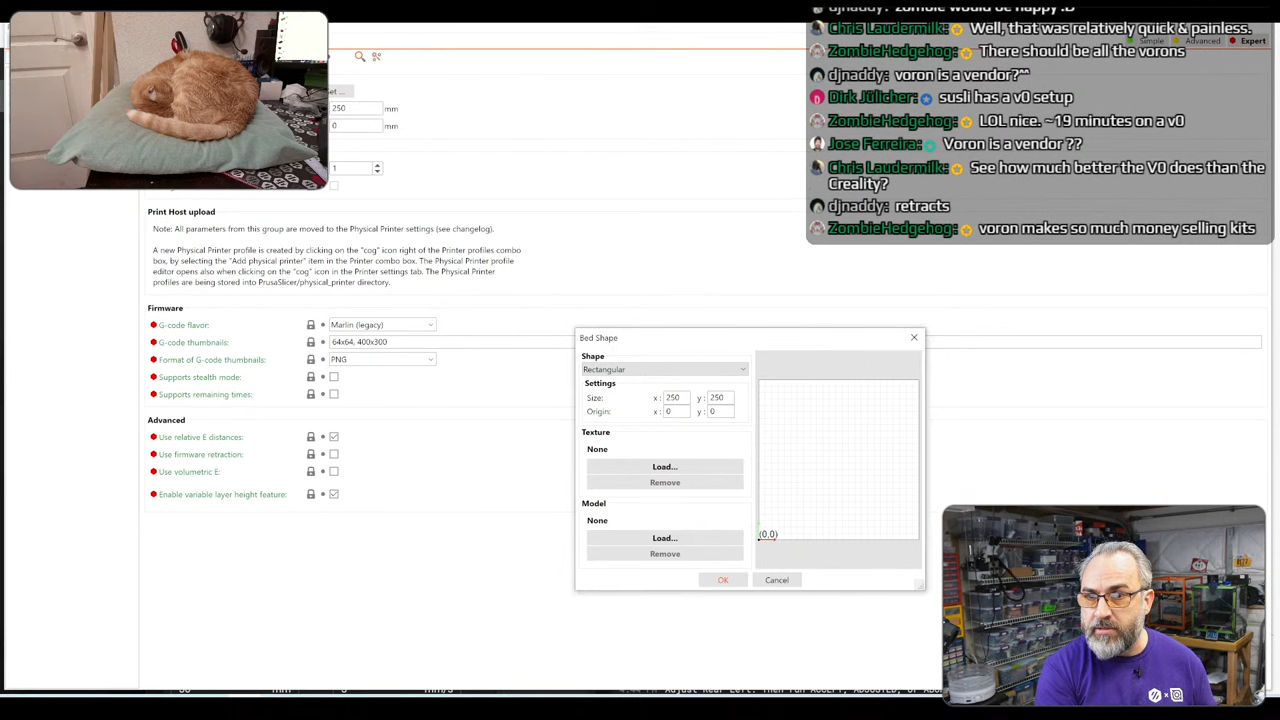 djnaddy: zombie would be happy :D
Chris Laudermilk: Well, that was relatively quick & painless.
Simple Advanced Expert
ZombieHedgehog: There should be all the vorons
djnaddy: voron is a vendor?^^
Dirk Jülicher: susli has a v0 setup
ZombieHedgehog: LOL nice. ~19 minutes on a v0
Jose Ferreira: Voron is a vendor ??
Chris Laudermilk: See how much better the V0 does than the
Creality?
djnaddy: retracts
ZombieHedgehog: voron makes so much money selling kits
250 mm
0 mm
1
Print Host upload
Note: All parameters from this group are moved to the Physical Printer settings (see changelog).
A new Physical Printer profile is created by clicking on the "cog" icon right of the Printer profiles combo
box, by selecting the "Add physical printer" item in the Printer combo box. The Physical Printer profile
editor opens also when clicking on the "cog" icon in the Printer settings tab. The Physical Printer
profiles are being stored into PrusaSlicer/physical_printer directory.
Firmware
G-code flavor: Marlin (legacy)
G-code thumbnails: 64x64, 400x300
Format of G-code thumbnails: PNG
Supports stealth mode:
Supports remaining times:
Advanced
Use relative E distances:
Use firmware retraction:
Use volumetric E:
Enable variable layer height feature:
Bed Shape
Shape
Rectangular
Settings
Size: x : 250 y : 250
Origin: x : 0 y : 0
Texture
None
Load...
Remove
Model
None
Load...
Remove
(0,0)
OK Cancel